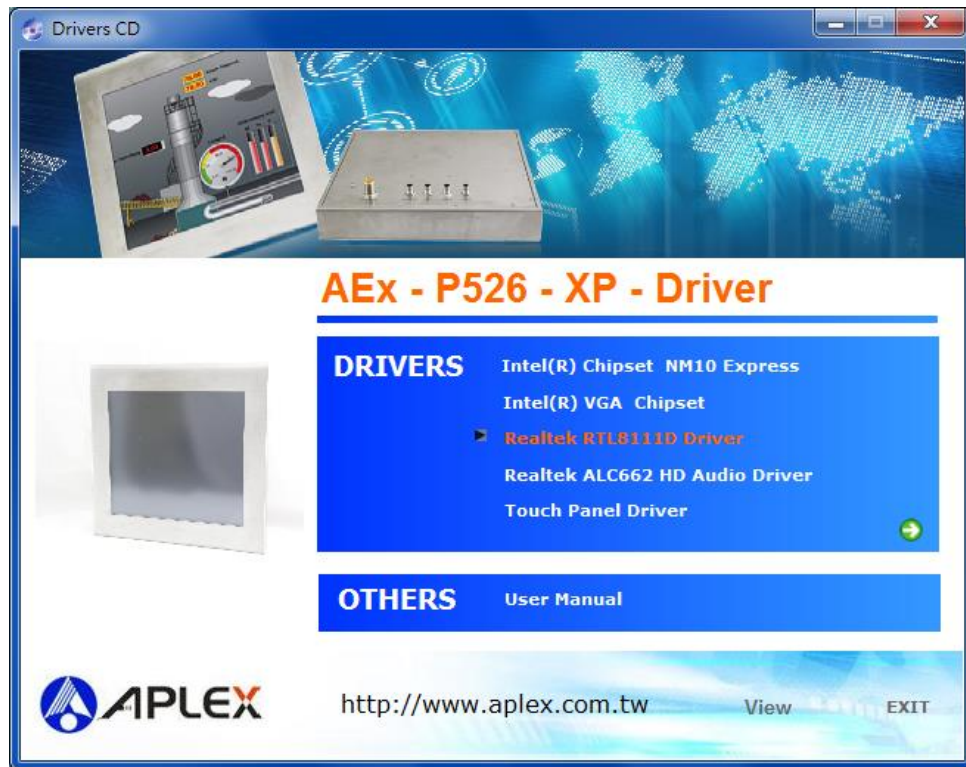 Drivers CD
AEx - P526 - XP - Driver
DRIVERS
Intel(R) Chipset  NM10 Express
Intel(R) VGA  Chipset
Realtek RTL8111D Driver
Realtek ALC662 HD Audio Driver
Touch Panel Driver
OTHERS
User Manual
APLEX
http://www.aplex.com.tw
View
EXIT